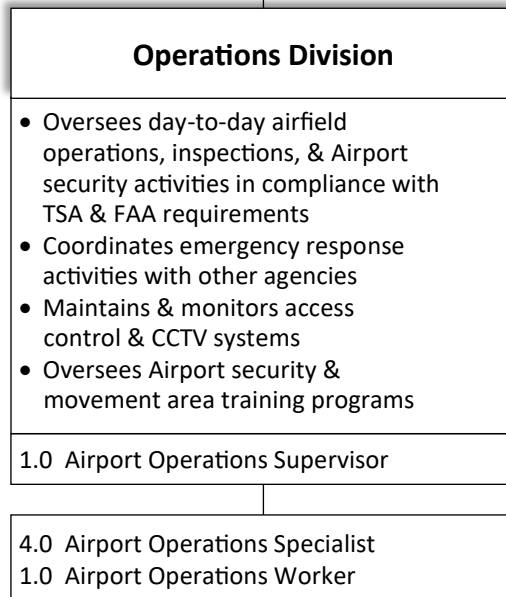 Operations Division
• Oversees day-to-day airfield
operations, inspections, & Airport
security activities in compliance with
TSA & FAA requirements
• Coordinates emergency response
activities with other agencies
• Maintains & monitors access
control & CCTV systems
• Oversees Airport security &
movement area training programs
1.0 Airport Operations Supervisor
4.0 Airport Operations Specialist
1.0 Airport Operations Worker